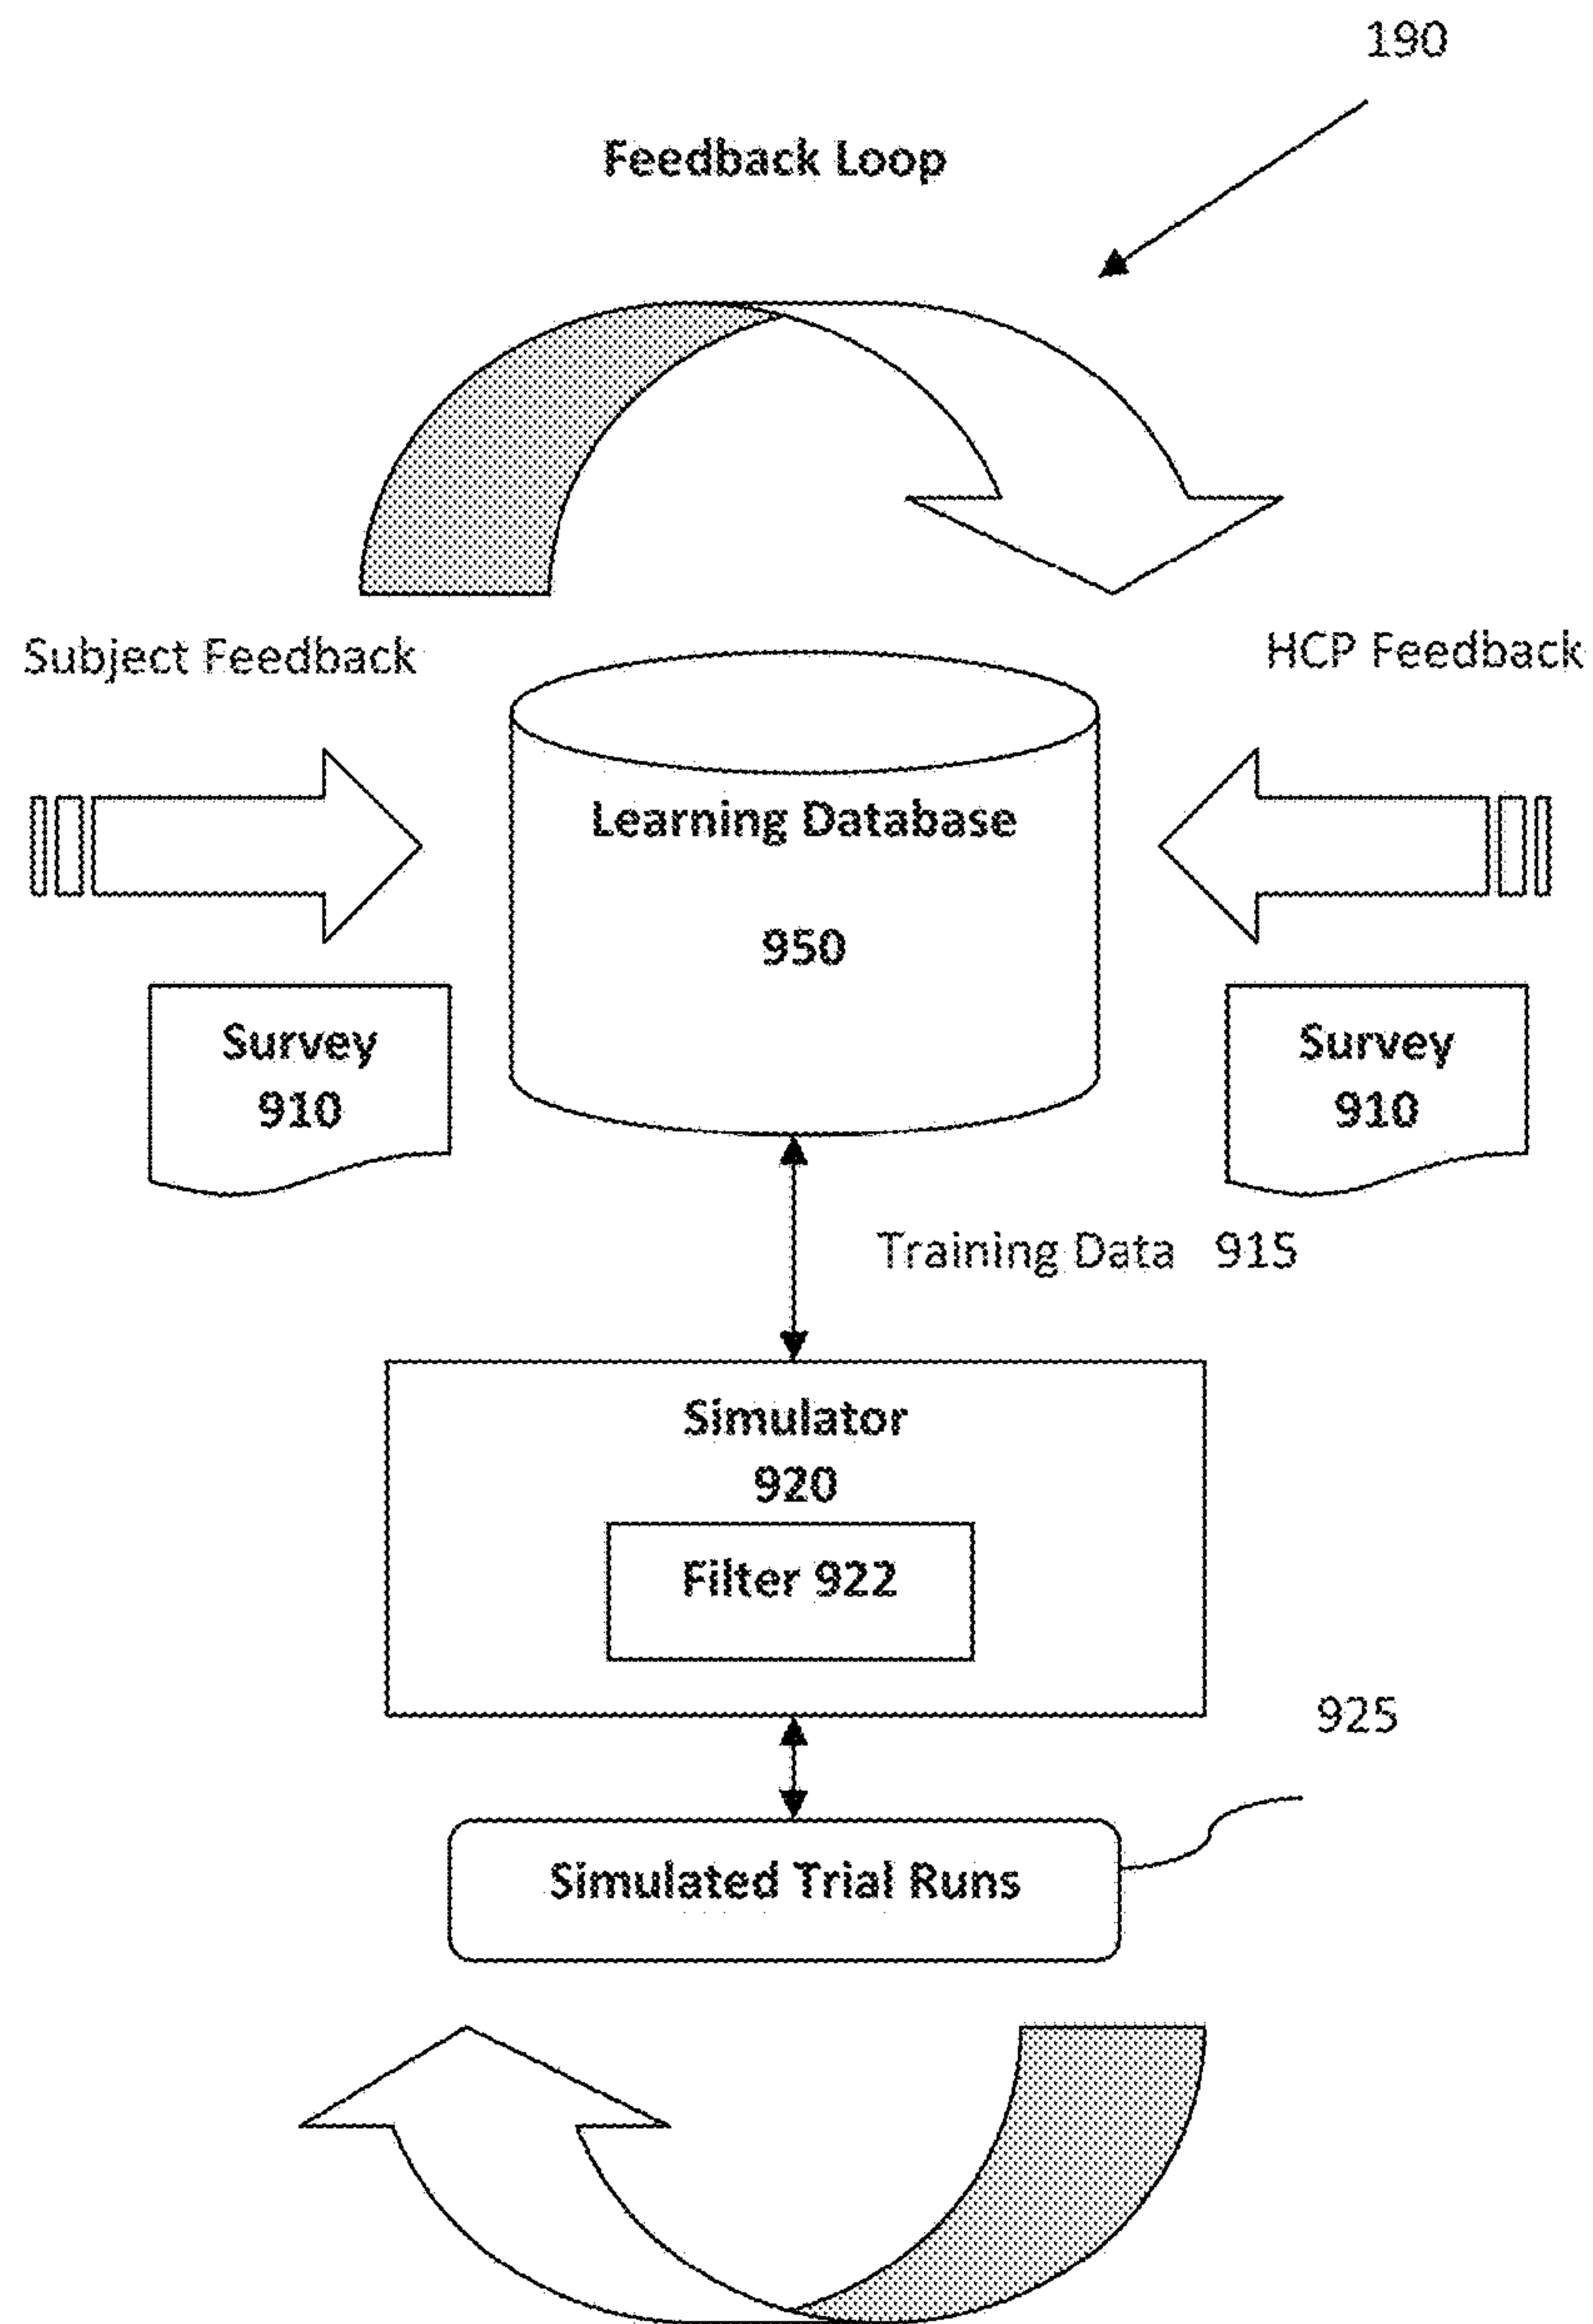 190
Feedback Loop
Subject Feedback
HCP Feedback
Learning Database
950
Survey
910
Survey
910
Training Data 915
Simulator
920
Filter 922
925
Simulated Trial Runs